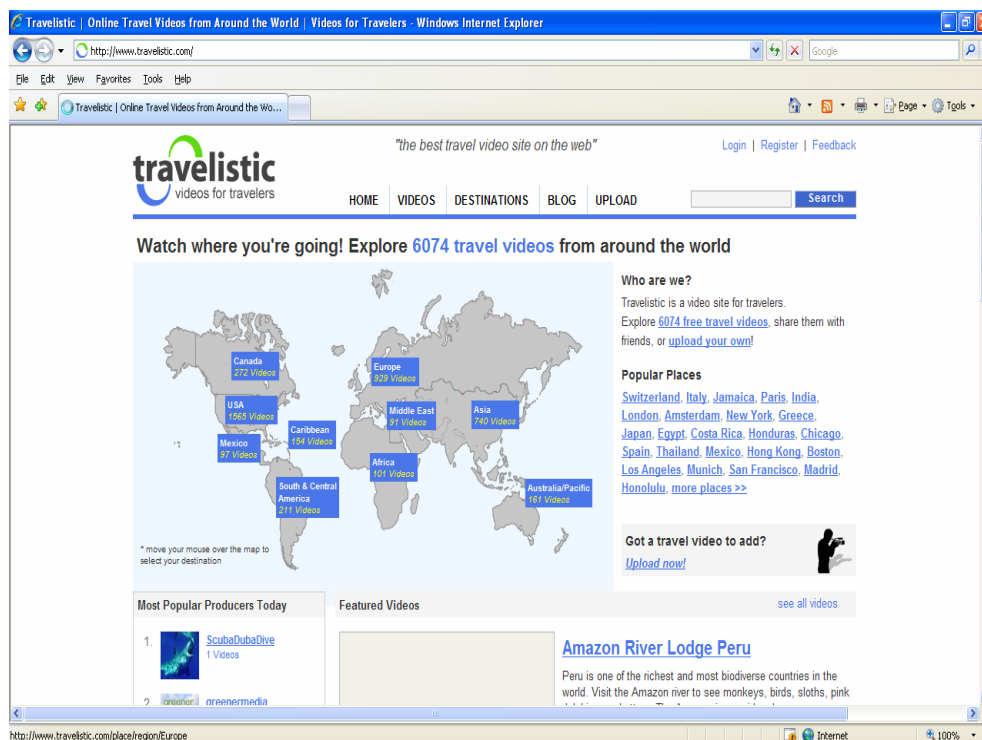 Travelistic | Online Travel Videos from Around the World | Videos for Travelers - Windows Internet Explorer
http://www.travelistic.com/
Google
File Edit View Favorites Tools Help
Travelistic | Online Travel Videos from Around the Wo...
Page Tools
travelistic
videos for travelers
"the best travel video site on the web"
Login | Register | Feedback
HOME VIDEOS DESTINATIONS BLOG UPLOAD
Search
Watch where you're going! Explore 6074 travel videos from around the world
Canada
272 Videos
USA
1565 Videos
Mexico
97 Videos
Caribbean
154 Videos
South & Central
America
211 Videos
Europe
929 Videos
Middle East
91 Videos
Africa
101 Videos
Asia
740 Videos
Australia/Pacific
161 Videos
* move your mouse over the map to
select your destination
Who are we?
Travelistic is a video site for travelers.
Explore 6074 free travel videos, share them with
friends, or upload your own!
Popular Places
Switzerland, Italy, Jamaica, Paris, India,
London, Amsterdam, New York, Greece,
Japan, Egypt, Costa Rica, Honduras, Chicago,
Spain, Thailand, Mexico, Hong Kong, Boston,
Los Angeles, Munich, San Francisco, Madrid,
Honolulu, more places >>
Got a travel video to add?
Upload now!
Most Popular Producers Today
1. ScubaDubaDive
1 Videos
2. greenermedia
greener
Featured Videos
see all videos
Amazon River Lodge Peru
Peru is one of the richest and most biodiverse countries in the
world. Visit the Amazon river to see monkeys, birds, sloths, pink
http://www.travelistic.com/place/region/Europe
Internet
100%